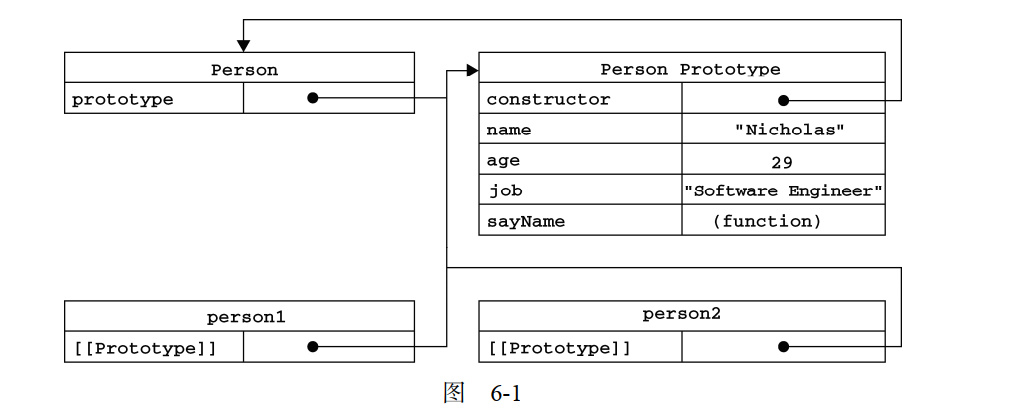 Person
prototype
Person Prototype
constructor
name "Nicholas"
age 29
job "Software Engineer"
sayName (function)
person1
[[Prototype]]
person2
[[Prototype]]
图 6-1